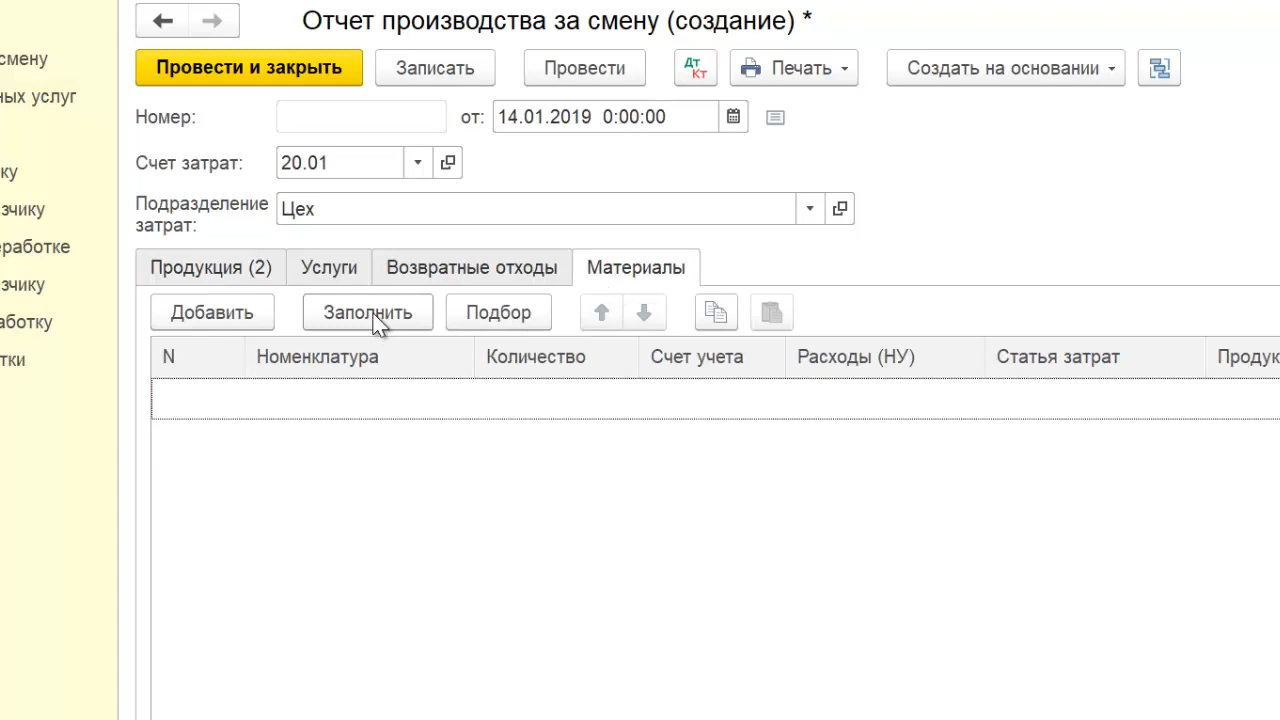 Отчет производства за смену (создание) *
Провести и закрыть Записать Провести Дт Кт Печать Создать на основании
Номер: от: 14.01.2019 0:00:00
Счет затрат: 20.01
Подразделение затрат: Цех
Продукция (2) Услуги Возвратные отходы Материалы
Добавить Заполнить Подбор
N Номенклатура Количество Счет учета Расходы (НУ) Статья затрат Продук
смену
ных услуг
ку
зчику
еработке
зчику
аботку
тки